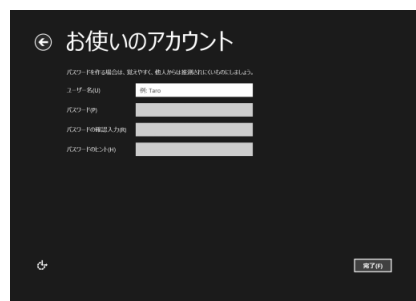 お使いのアカウント
パスワードを作る場合は、覚えやすく、他人からは推測されにくいものにしましょう。
ユーザー名(U)
例: Taro
パスワード(P)
パスワードの確認入力(R)
パスワードのヒント(H)
完了(F)